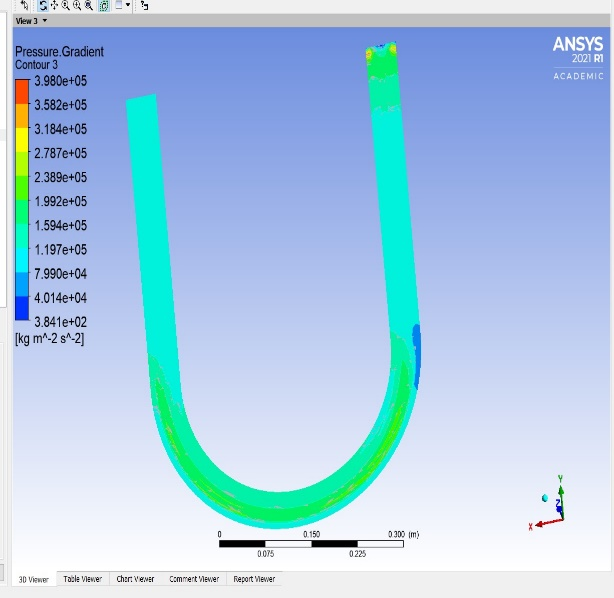 View 3
Pressure.Gradient
Contour 3
3.980e+05
3.582e+05
3.184e+05
2.787e+05
2.389e+05
1.992e+05
1.594e+05
1.197e+05
7.990e+04
4.014e+04
3.841e+02
[kg m^-2 s^-2]
ANSYS
2021 R1
ACADEMIC
Y
Z
X
0 0.150 0.300 (m)
0.075 0.225
3D Viewer Table Viewer Chart Viewer Comment Viewer Report Viewer